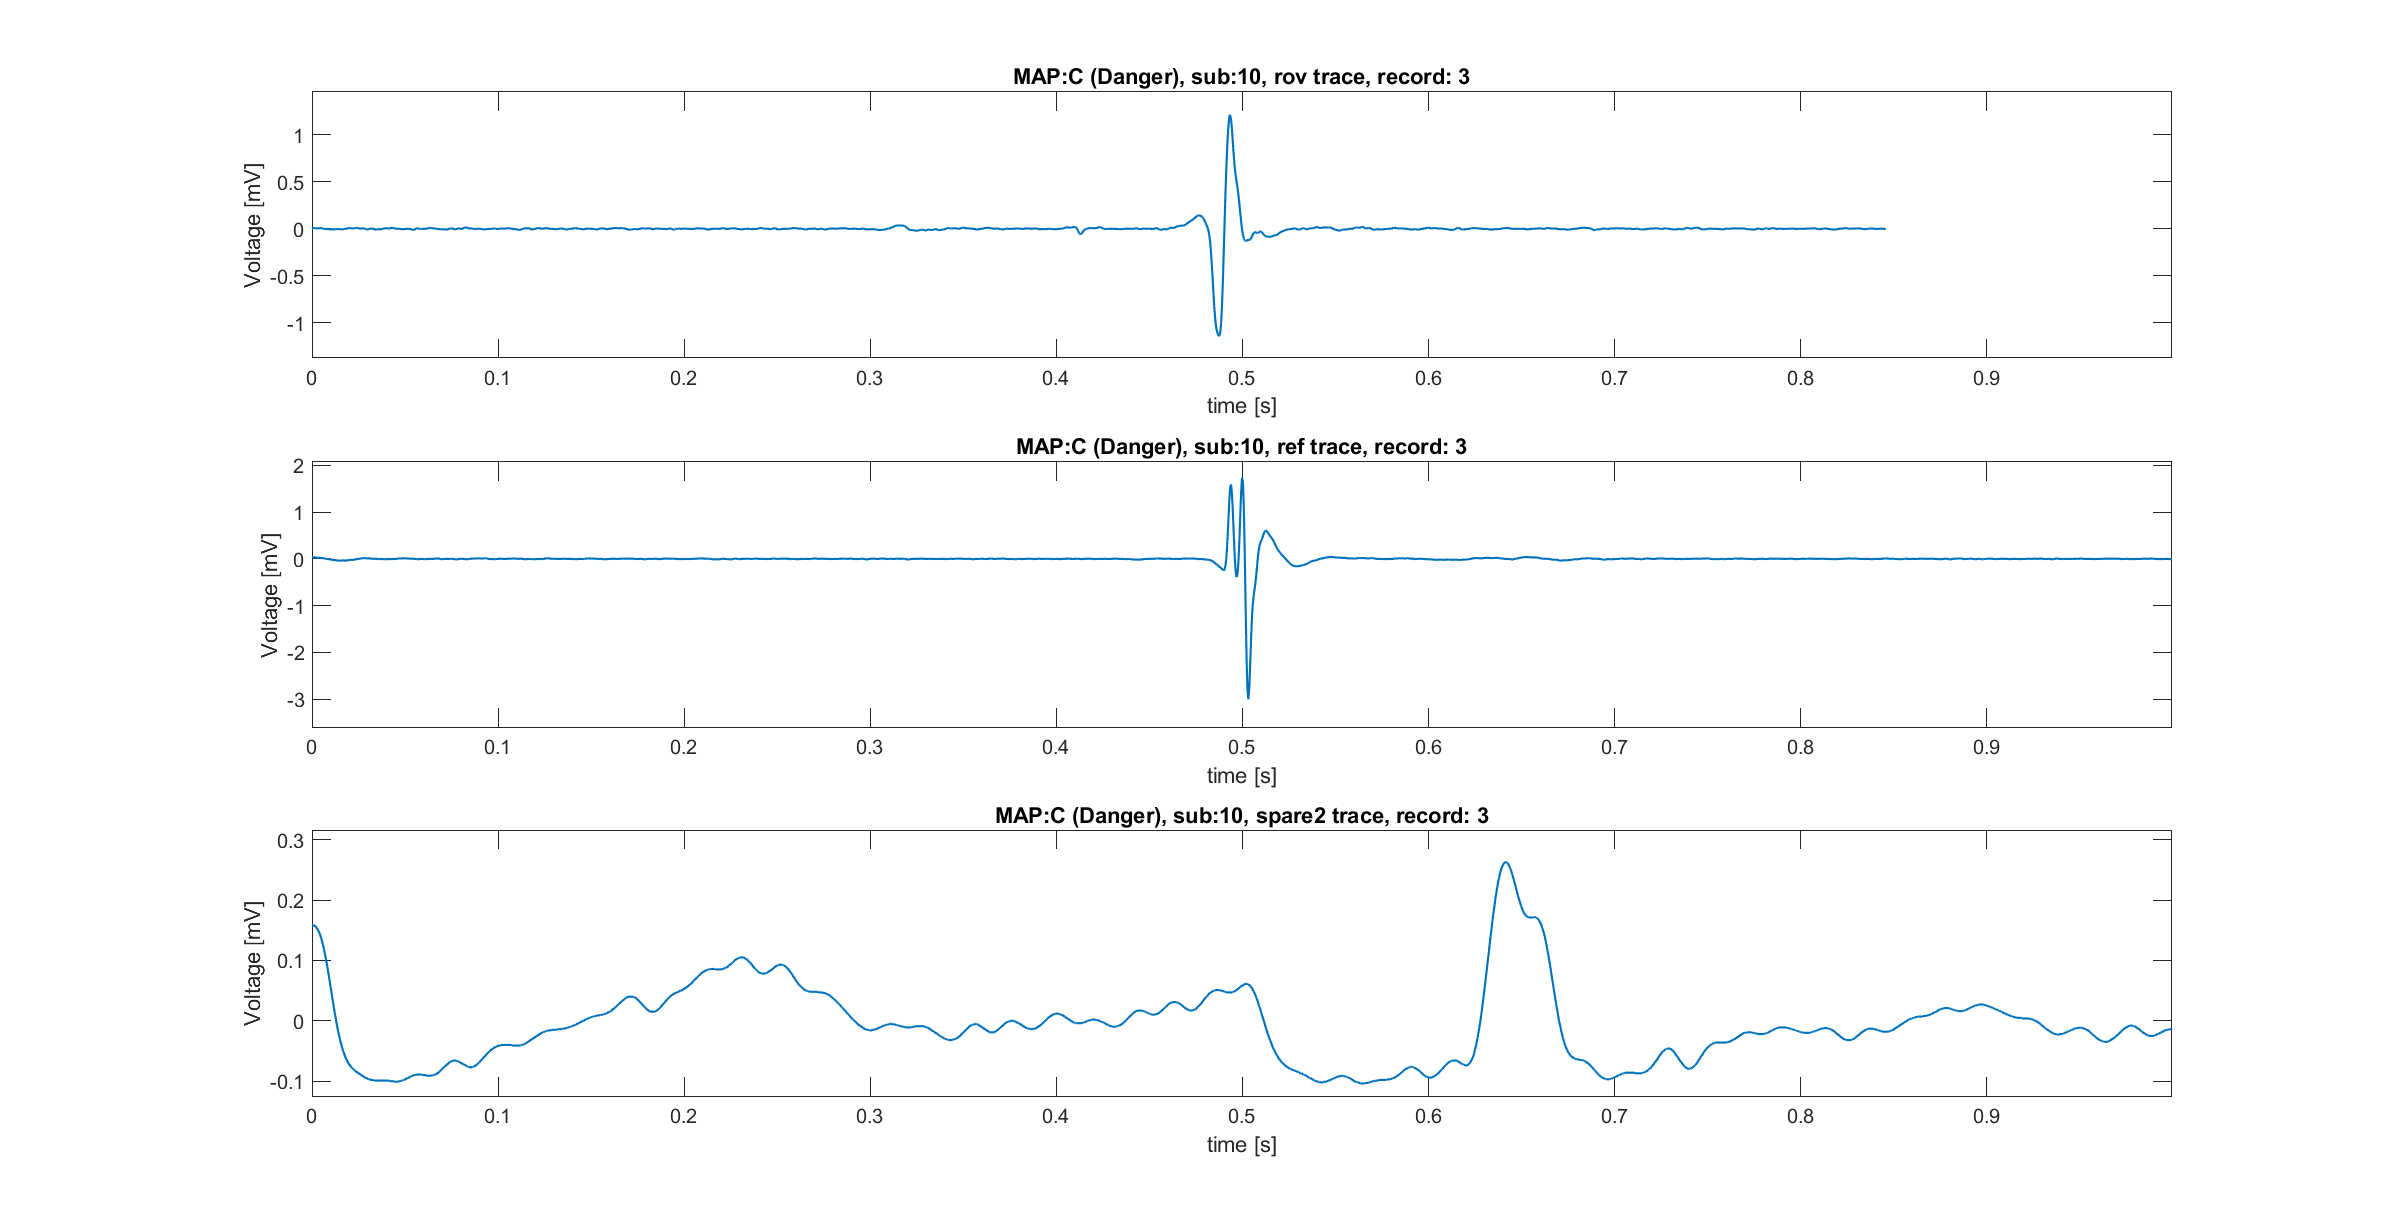 MAP:C (Danger), sub:10, rov trace, record: 3
Voltage [mV]
1
0.5
0
-0.5
-1
0 0.1 0.2 0.3 0.4 0.5 0.6 0.7 0.8 0.9
time [s]
MAP:C (Danger), sub:10, ref trace, record: 3
Voltage [mV]
2
1
0
-1
-2
-3
0 0.1 0.2 0.3 0.4 0.5 0.6 0.7 0.8 0.9
time [s]
MAP:C (Danger), sub:10, spare2 trace, record: 3
Voltage [mV]
0.3
0.2
0.1
0
-0.1
0 0.1 0.2 0.3 0.4 0.5 0.6 0.7 0.8 0.9
time [s]